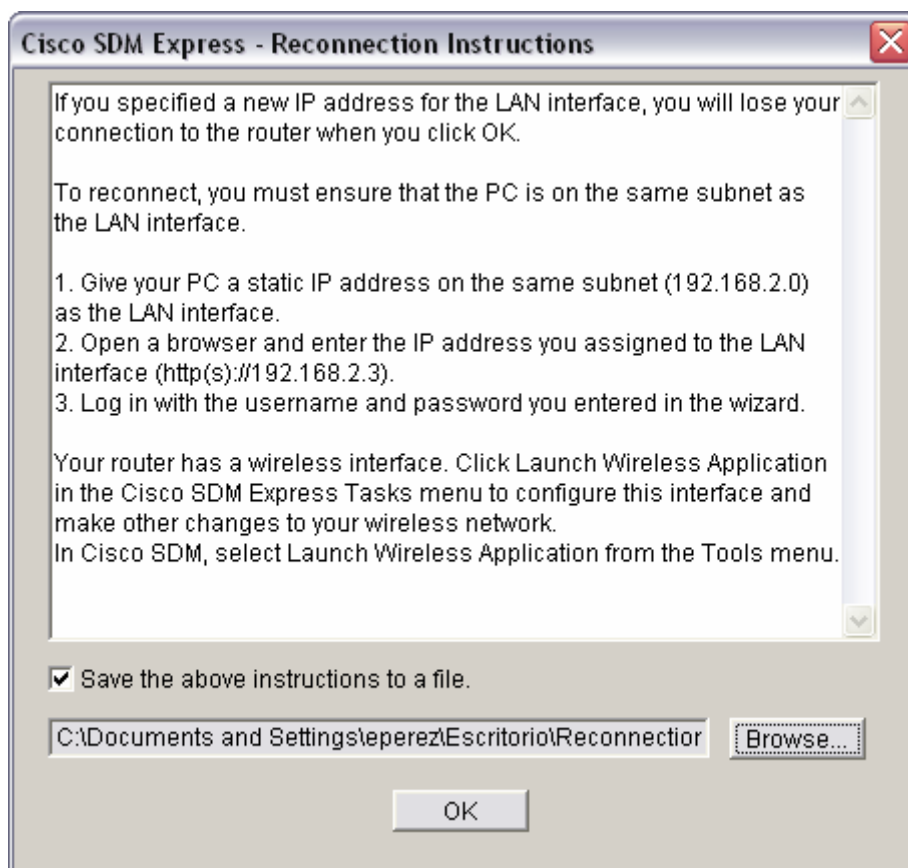 Cisco SDM Express - Reconnection Instructions
If you specified a new IP address for the LAN interface, you will lose your
connection to the router when you click OK.
To reconnect, you must ensure that the PC is on the same subnet as
the LAN interface.
1. Give your PC a static IP address on the same subnet (192.168.2.0)
as the LAN interface.
2. Open a browser and enter the IP address you assigned to the LAN
interface (http(s)://192.168.2.3).
3. Log in with the username and password you entered in the wizard.
Your router has a wireless interface. Click Launch Wireless Application
in the Cisco SDM Express Tasks menu to configure this interface and
make other changes to your wireless network.
In Cisco SDM, select Launch Wireless Application from the Tools menu.
Save the above instructions to a file.
C:\Documents and Settings\eperez\Escritorio\Reconnection
Browse...
OK